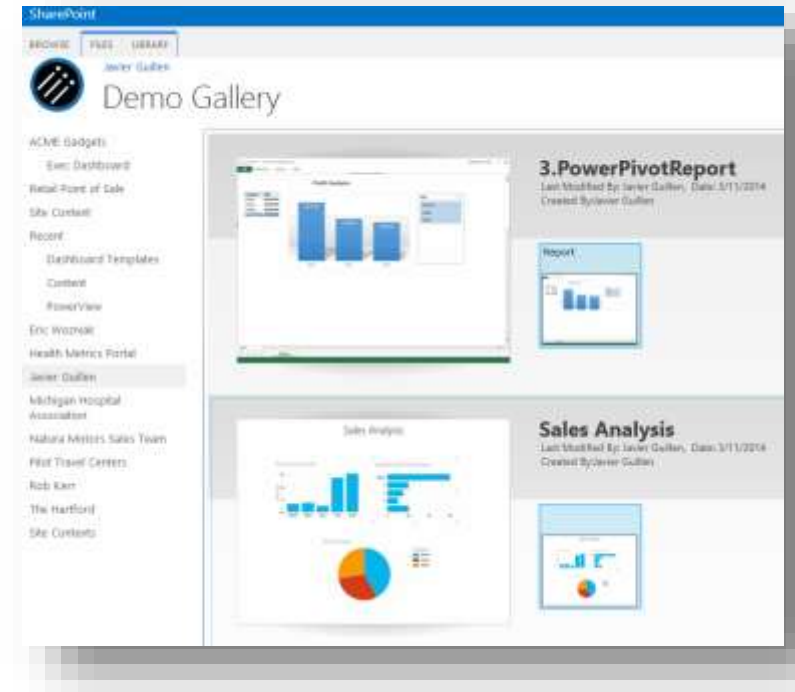 SharePoint
BROWSE FILES LIBRARY
Javier Guillen
Demo Gallery
ACME Gadgets
Exec Dashboard
Retail Point of Sale
Site Content
Recent
Dashboard Templates
Content
PowerView
Eric Wozniak
Health Metrics Portal
Javier Guillen
Michigan Hospital
Association
Natura Motors Sales Team
Pilot Travel Centers
Rob Kerr
The Hartford
Site Contents
3.PowerPivotReport
Last Modified By: Javier Guillen, Date: 3/11/2014
Created By:Javier Guillen
Report
Sales Analysis
Sales Analysis
Last Modified By: Javier Guillen, Date: 3/11/2014
Created By:Javier Guillen